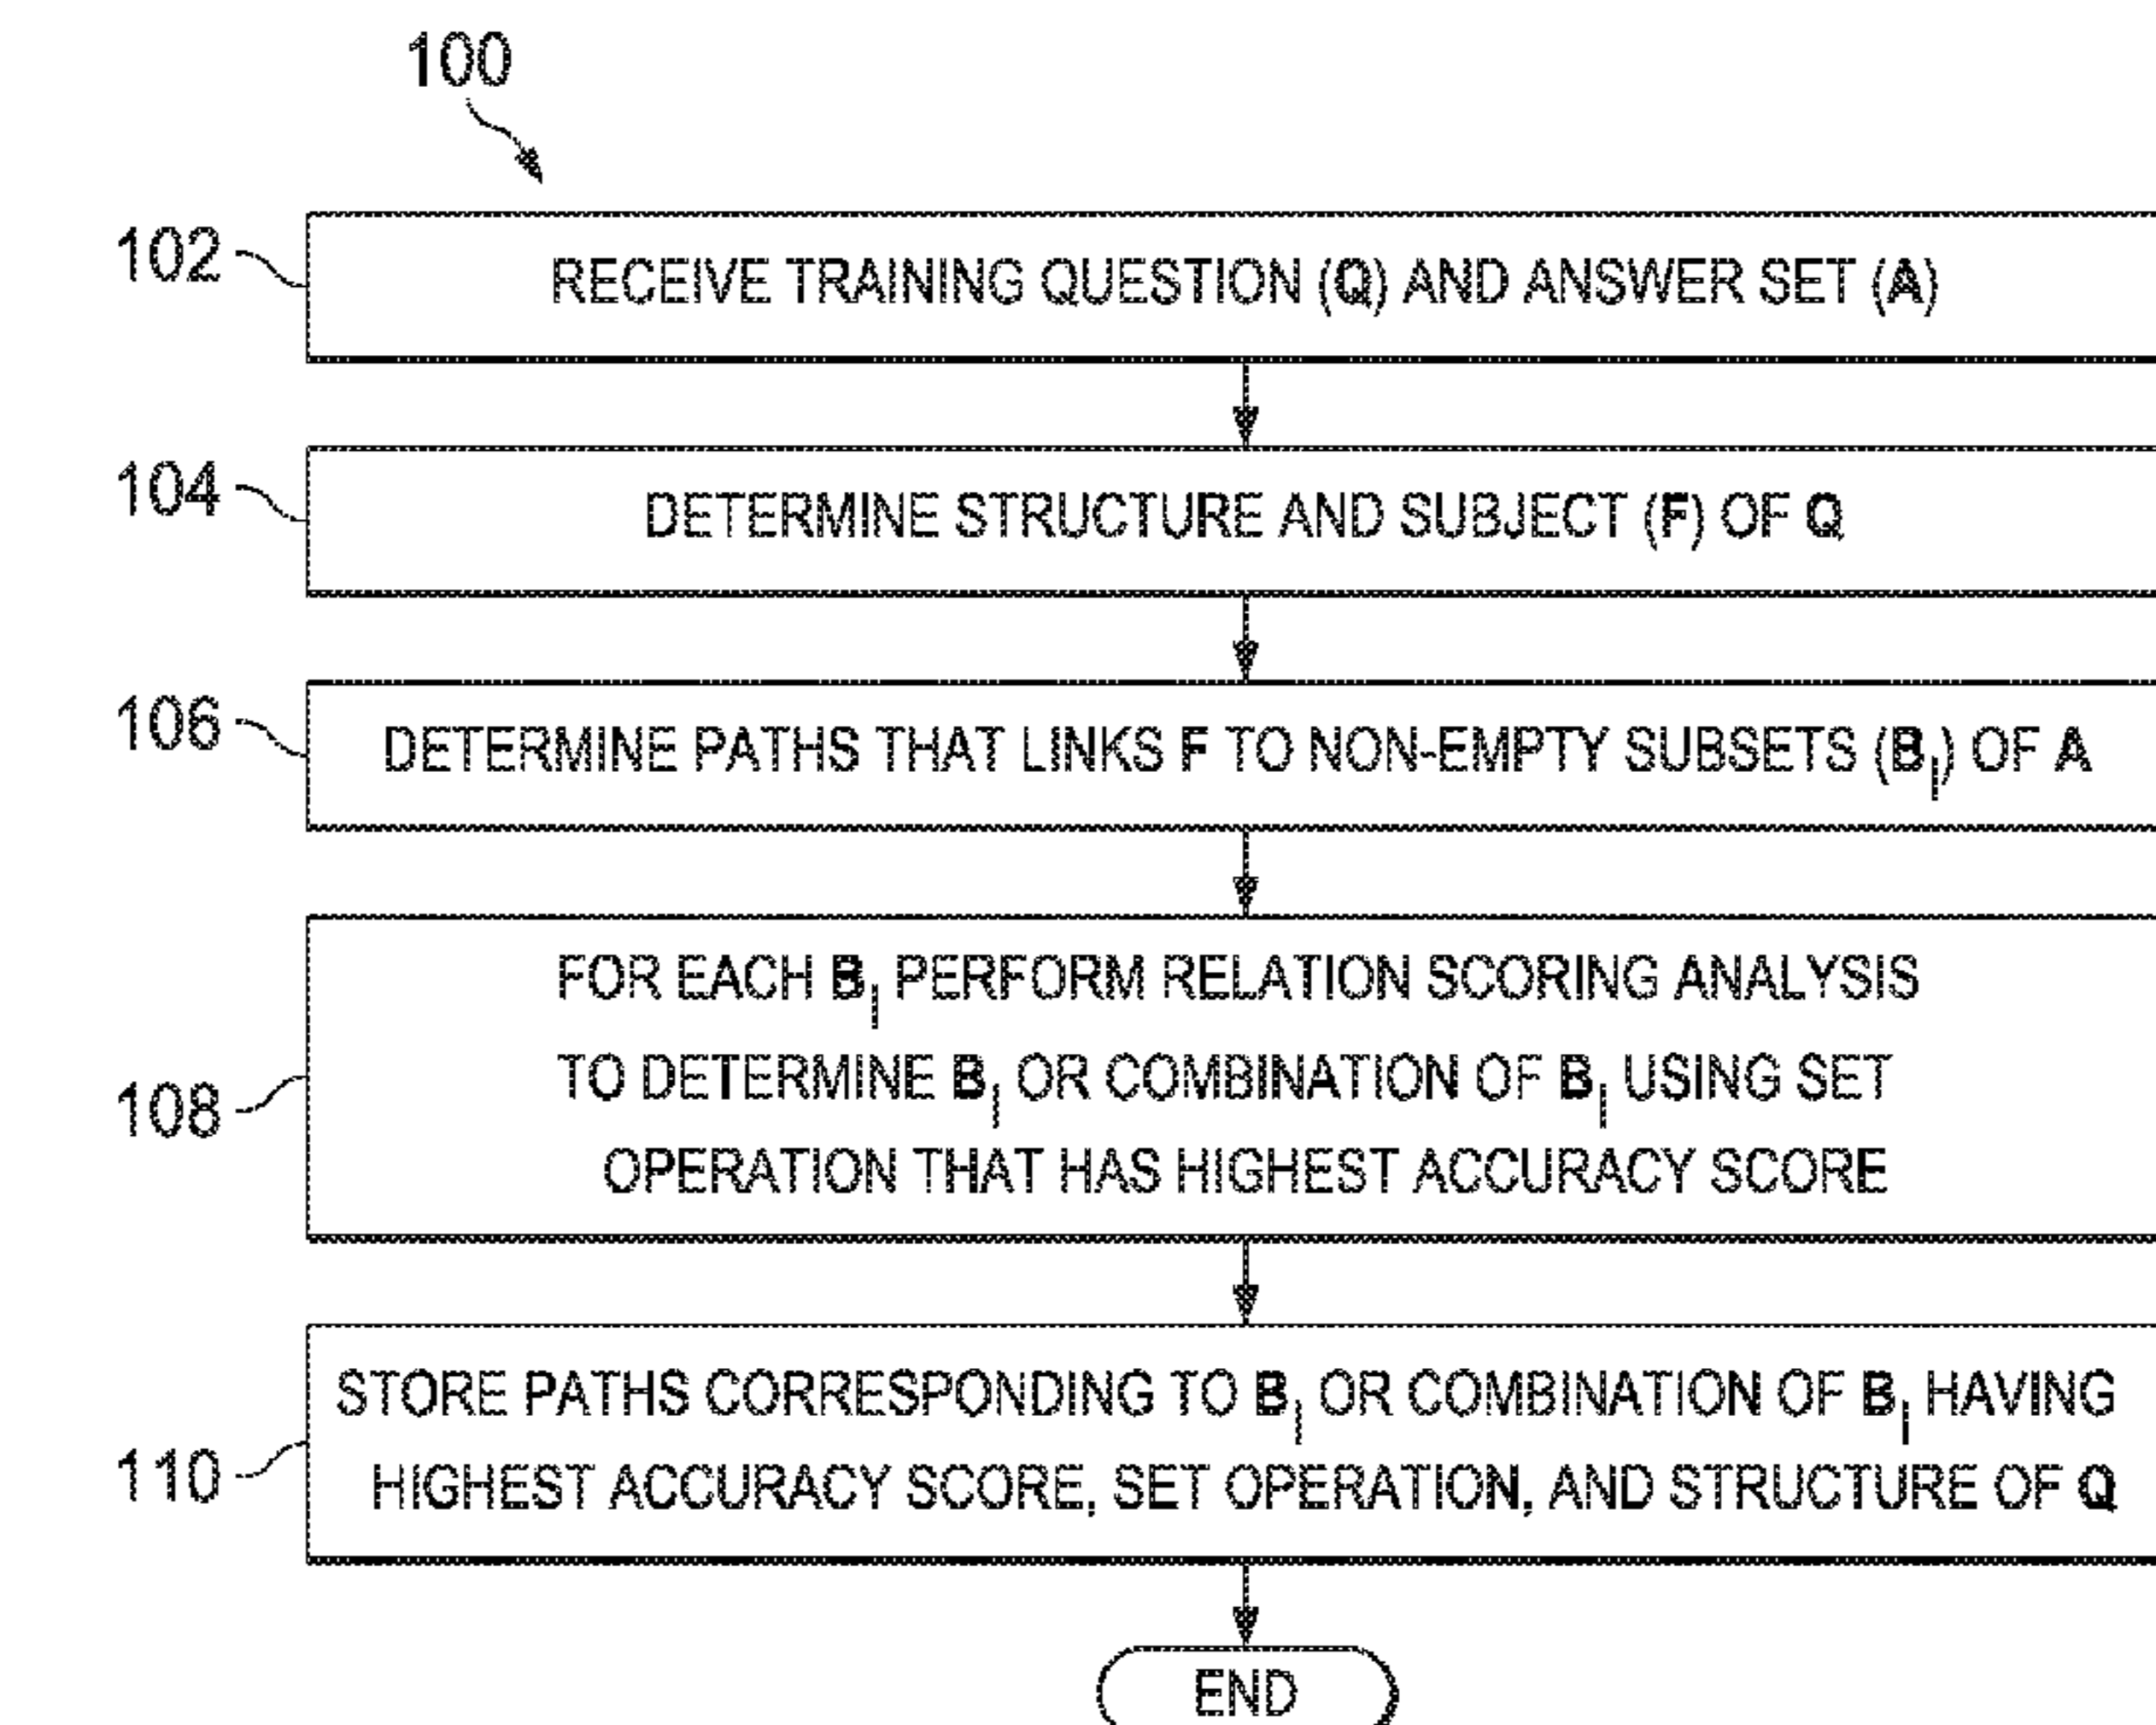 100
102
RECEIVE TRAINING QUESTION (Q) AND ANSWER SET (A)
104
DETERMINE STRUCTURE AND SUBJECT (F) OF Q
106
DETERMINE PATHS THAT LINKS F TO NON-EMPTY SUBSETS (Bi) OF A
108
FOR EACH Bi PERFORM RELATION SCORING ANALYSIS
TO DETERMINE Bi OR COMBINATION OF Bi USING SET
OPERATION THAT HAS HIGHEST ACCURACY SCORE
110
STORE PATHS CORRESPONDING TO Bi OR COMBINATION OF Bi HAVING
HIGHEST ACCURACY SCORE, SET OPERATION, AND STRUCTURE OF Q
END